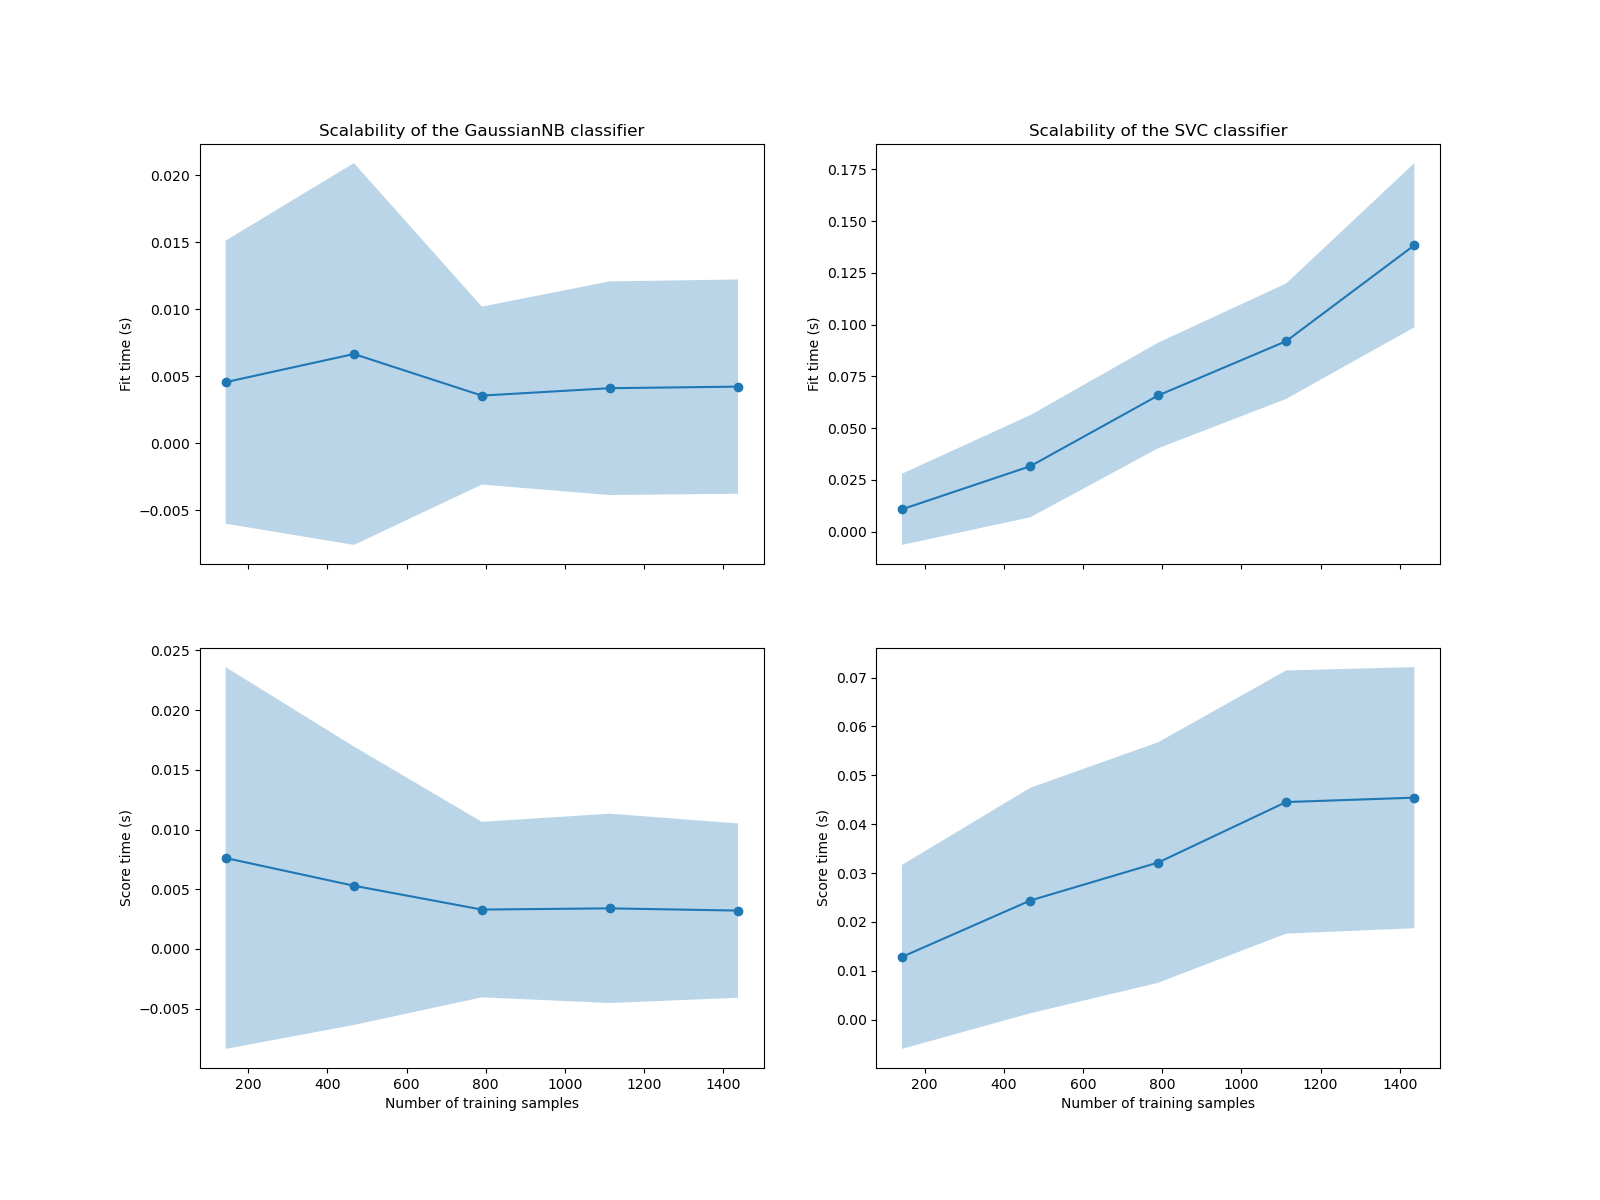 Scalability of the GaussianNB classifier
0.020
0.015
0.010
0.005
0.000
−0.005
Fit time (s)
Scalability of the SVC classifier
0.175
0.150
0.125
0.100
0.075
0.050
0.025
0.000
Fit time (s)
0.025
0.020
0.015
0.010
0.005
0.000
−0.005
Score time (s)
200 400 600 800 1000 1200 1400
Number of training samples
0.07
0.06
0.05
0.04
0.03
0.02
0.01
0.00
Score time (s)
200 400 600 800 1000 1200 1400
Number of training samples